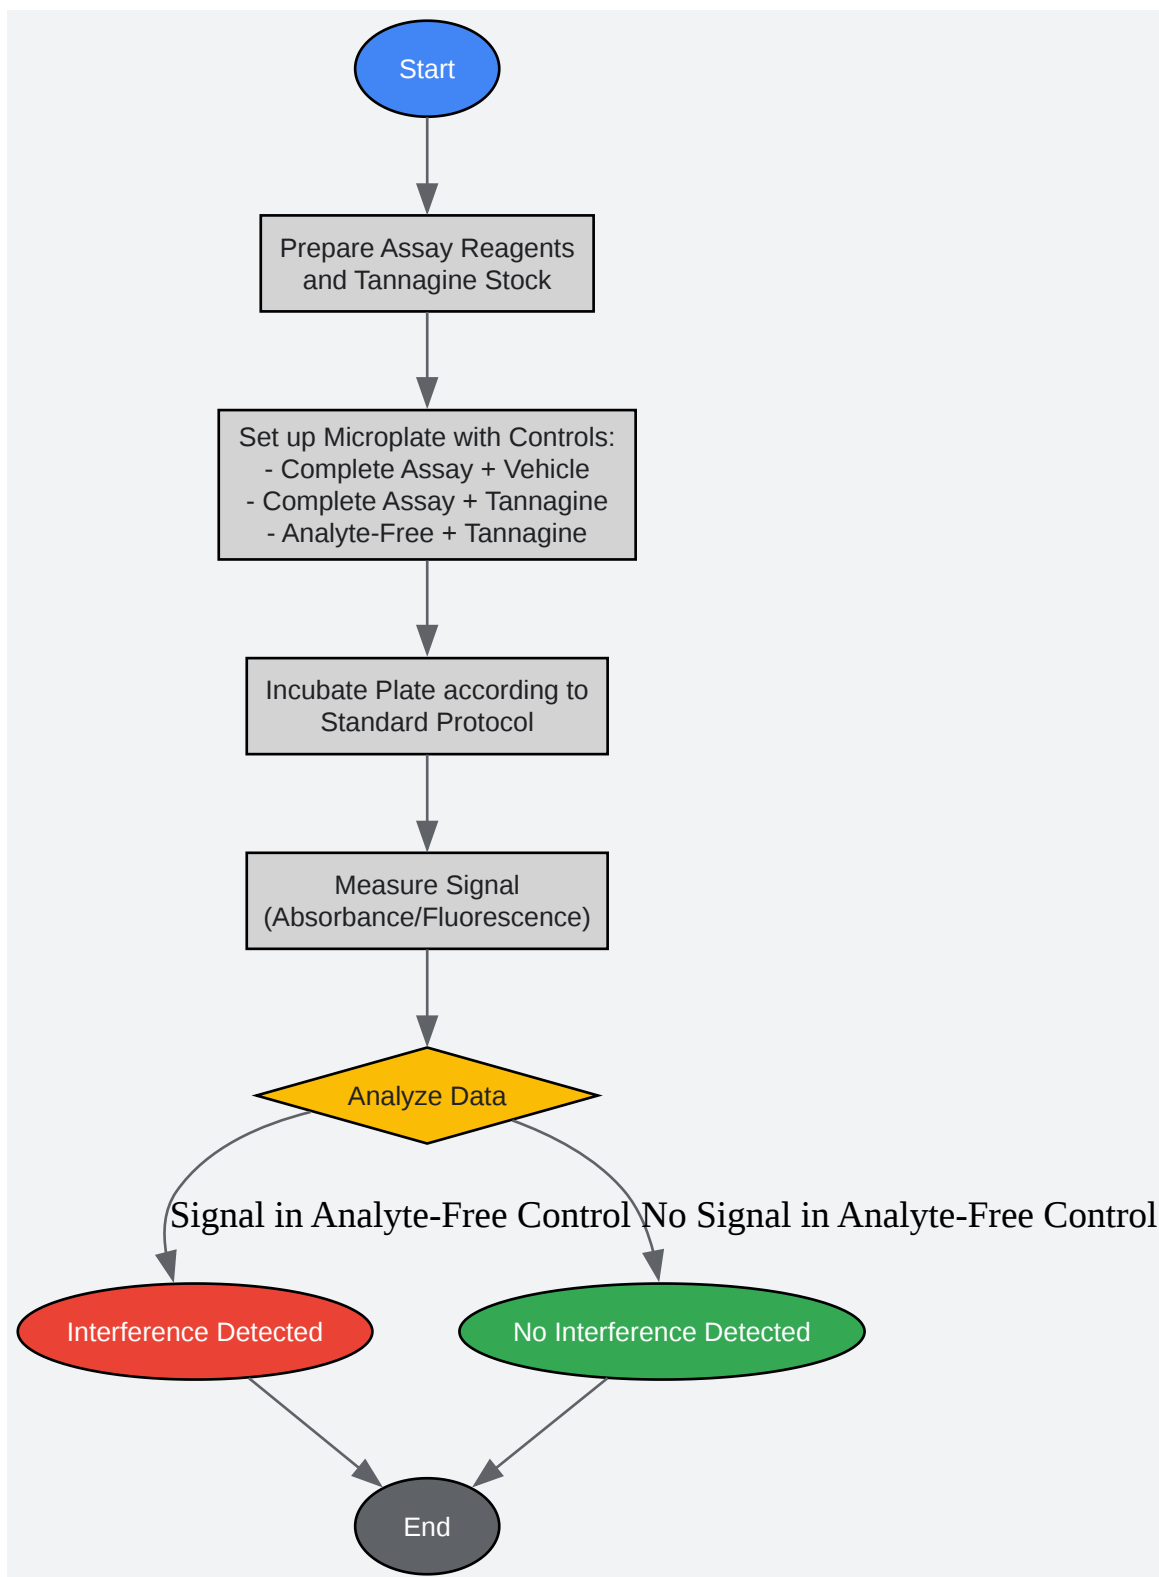 Start
Prepare Assay Reagents
and Tannagine Stock
Set up Microplate with Controls:
- Complete Assay + Vehicle
- Complete Assay + Tannagine
- Analyte-Free + Tannagine
Incubate Plate according to
Standard Protocol
Measure Signal
(Absorbance/Fluorescence)
Analyze Data
Signal in Analyte-Free Control
No Signal in Analyte-Free Control
Interference Detected
No Interference Detected
End